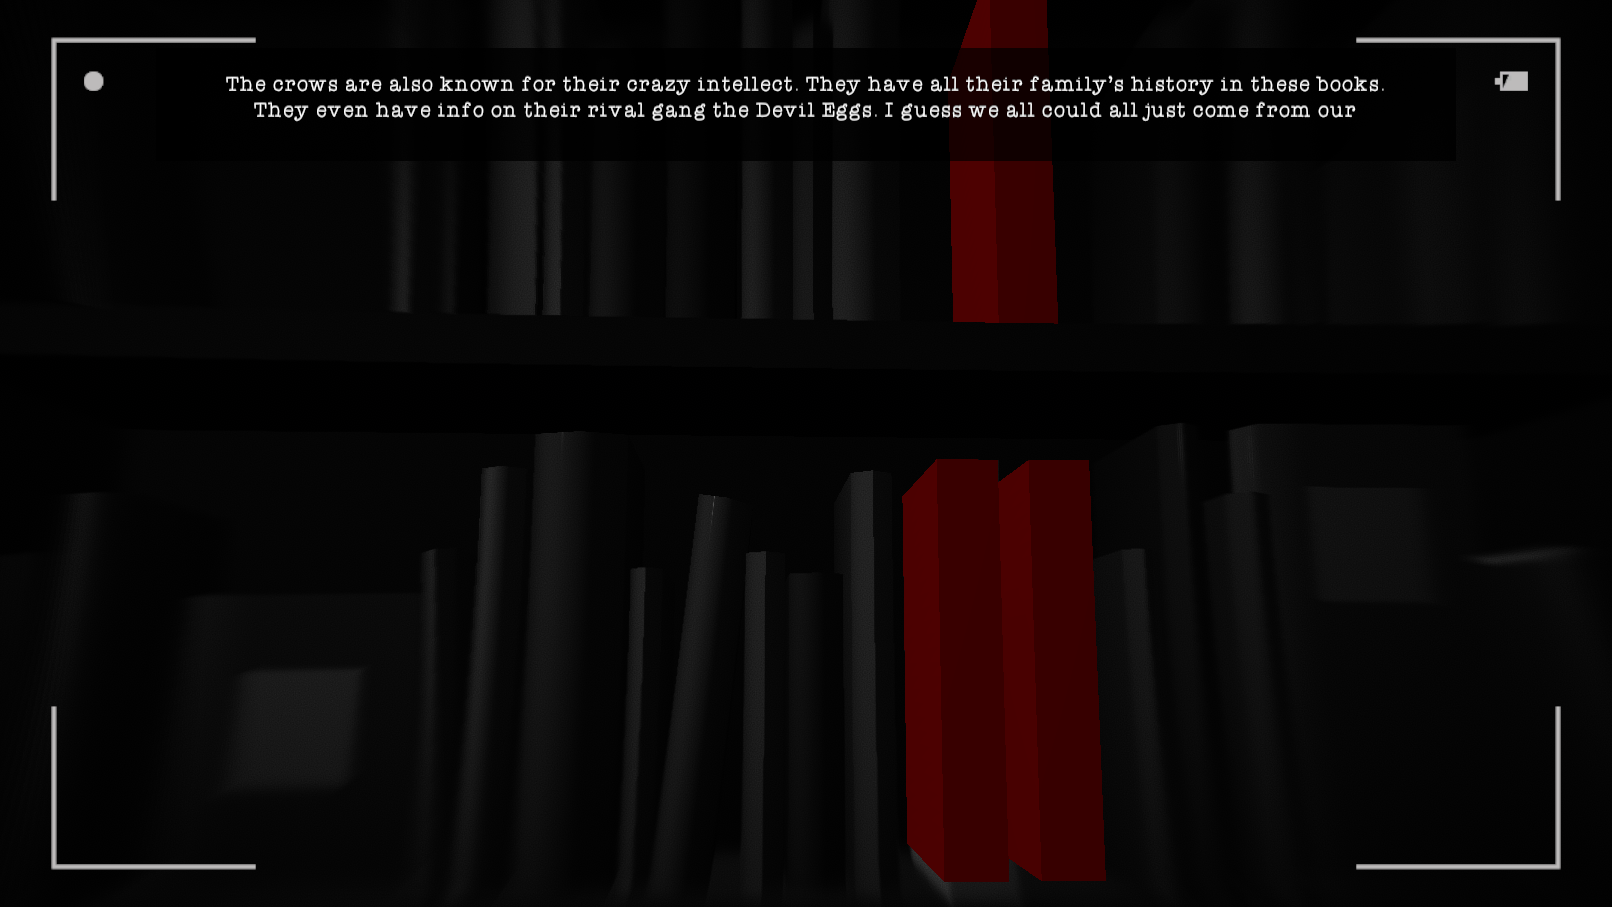 The crows are also known for their crazy intellect. They have all their family's history in these books.
They even have info on their rival gang the Devil Eggs. I guess we all could all just come from our